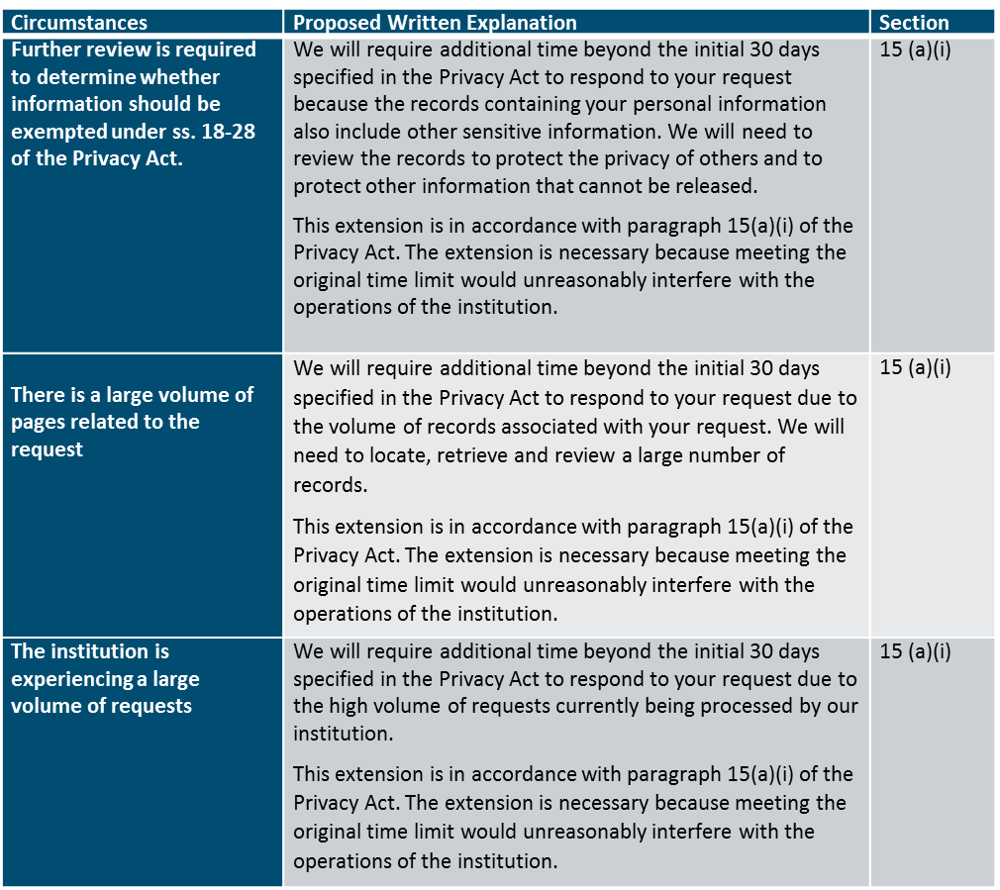 Circumstances
Proposed Written Explanation
Section
Further review is required
to determine whether
information should be
exempted under ss. 18-28
of the Privacy Act.
We will require additional time beyond the initial 30 days
specified in the Privacy Act to respond to your request
because the records containing your personal information
also include other sensitive information. We will need to
review the records to protect the privacy of others and to
protect other information that cannot be released.
This extension is in accordance with paragraph 15(a)(i) of the
Privacy Act. The extension is necessary because meeting the
original time limit would unreasonably interfere with the
operations of the institution.
15 (a)(i)
There is a large volume of
pages related to the
request
We will require additional time beyond the initial 30 days
specified in the Privacy Act to respond to your request due to
the volume of records associated with your request. We will
need to locate, retrieve and review a large number of
records.
This extension is in accordance with paragraph 15(a)(i) of the
Privacy Act. The extension is necessary because meeting the
original time limit would unreasonably interfere with the
operations of the institution.
15 (a)(i)
The institution is
experiencing a large
volume of requests
We will require additional time beyond the initial 30 days
specified in the Privacy Act to respond to your request due to
the high volume of requests currently being processed by our
institution.
This extension is in accordance with paragraph 15(a)(i) of the
Privacy Act. The extension is necessary because meeting the
original time limit would unreasonably interfere with the
operations of the institution.
15 (a)(i)